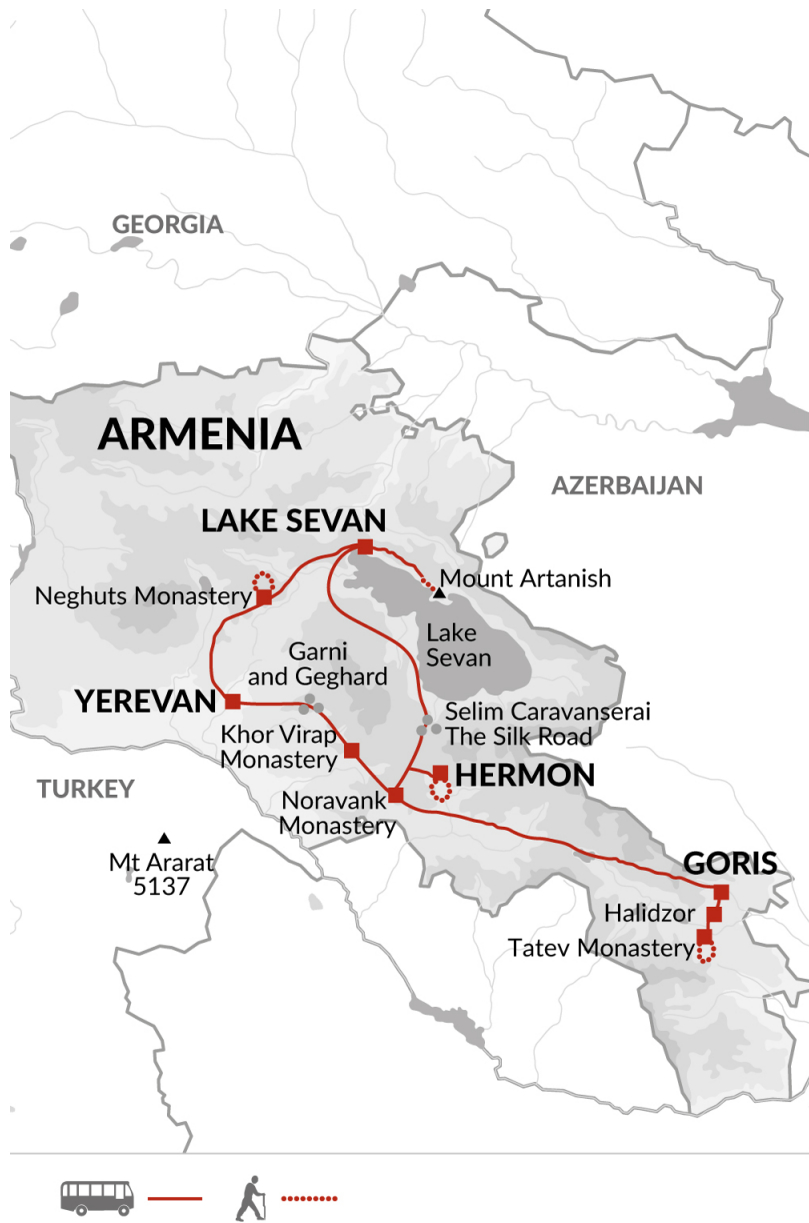 GEORGIA
ARMENIA
AZERBAIJAN
LAKE SEVAN
Mount Artanish
Neghuts Monastery
Lake
Sevan
Garni
and Geghard
YEREVAN
Selim Caravanserai
The Silk Road
Khor Virap
Monastery
HERMON
TURKEY
Noravank
Monastery
Mt Ararat
5137
GORIS
Halidzor
Tatev Monastery